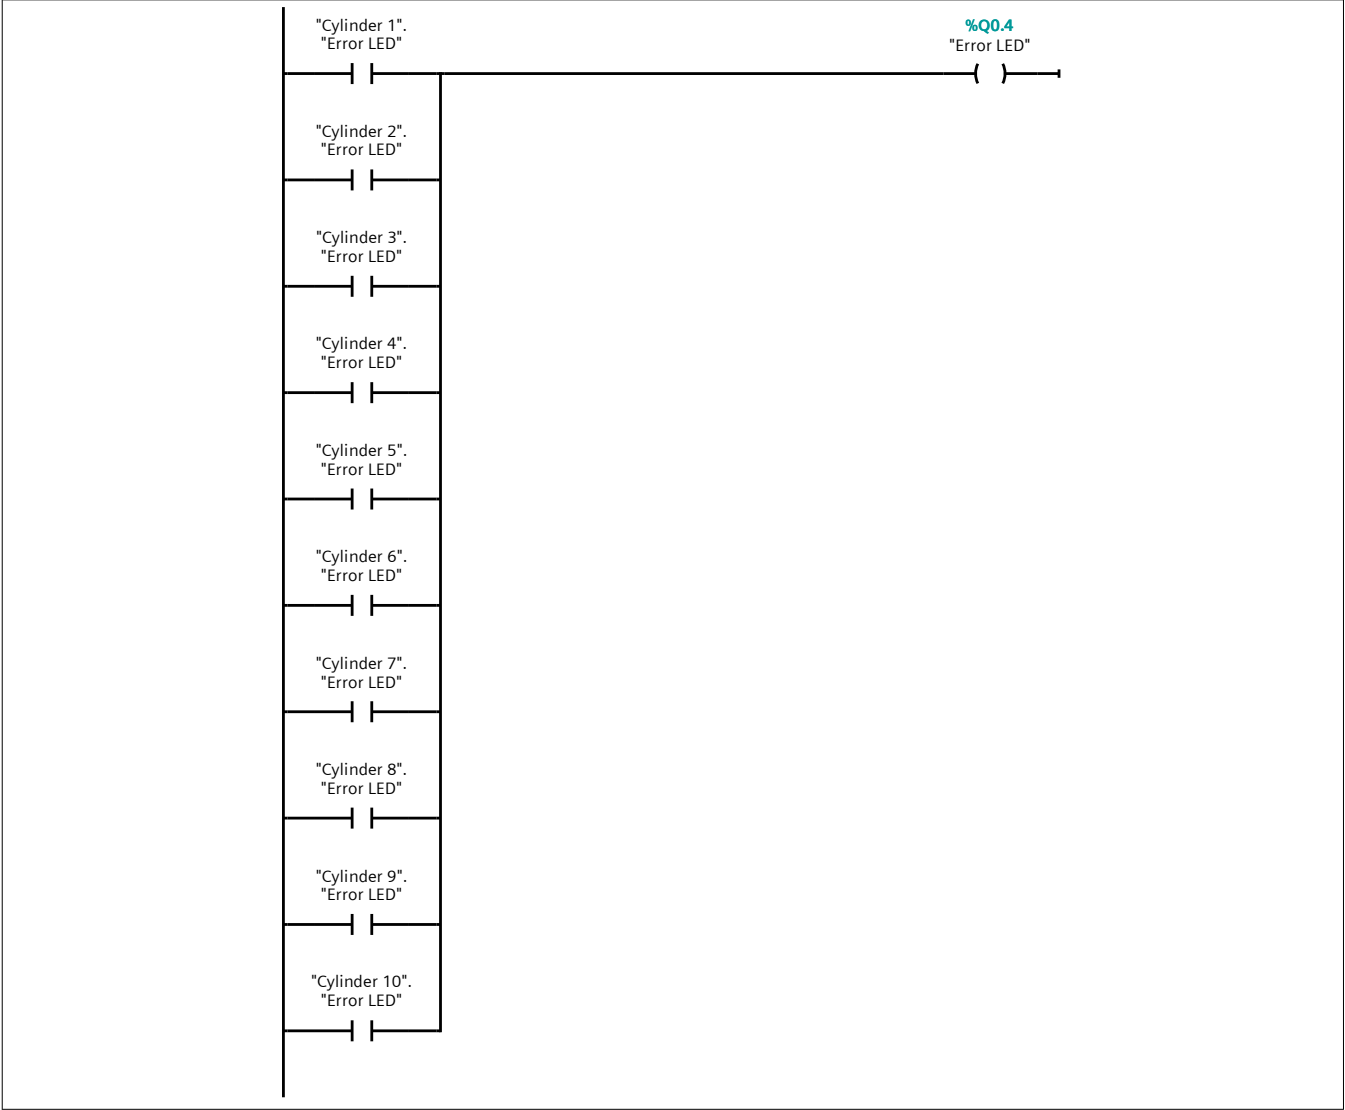 "Cylinder 1".
"Error LED"
%Q0.4
"Error LED"
"Cylinder 2".
"Error LED"
"Cylinder 3".
"Error LED"
"Cylinder 4".
"Error LED"
"Cylinder 5".
"Error LED"
"Cylinder 6".
"Error LED"
"Cylinder 7".
"Error LED"
"Cylinder 8".
"Error LED"
"Cylinder 9".
"Error LED"
"Cylinder 10".
"Error LED"